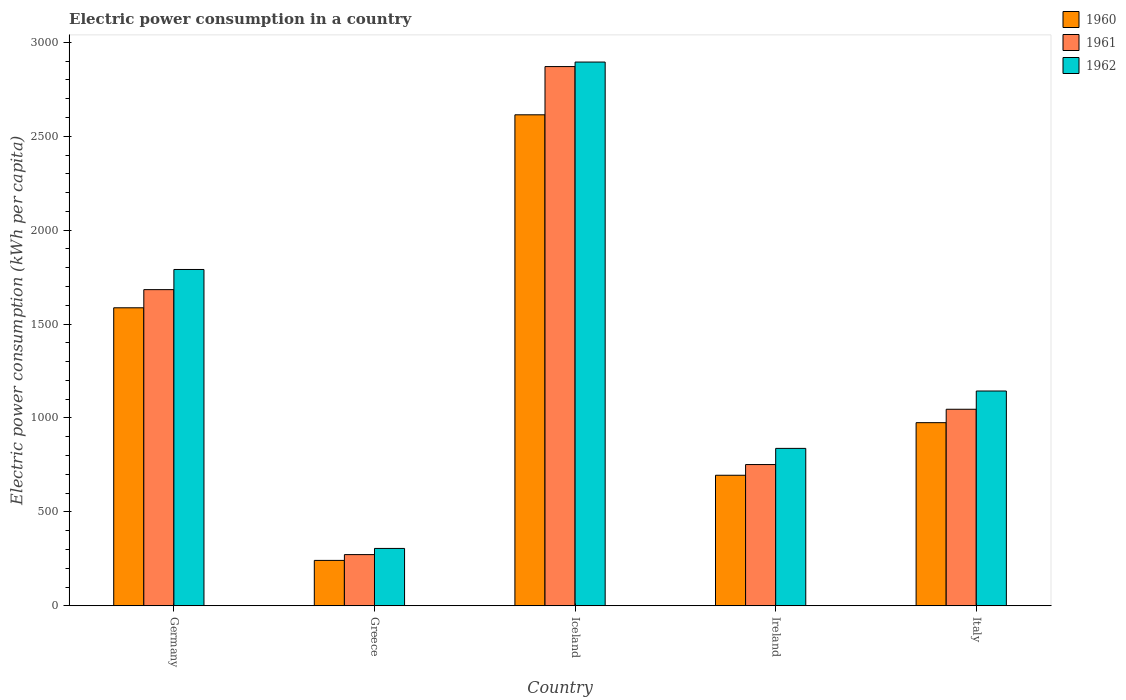 Electric power consumption in a country
1960
1961
1962
Electric power consumption (kWh per capita)
3000
2500
2000
1500
1000
500
0
Germany
Greece
Iceland
Ireland
Italy
Country